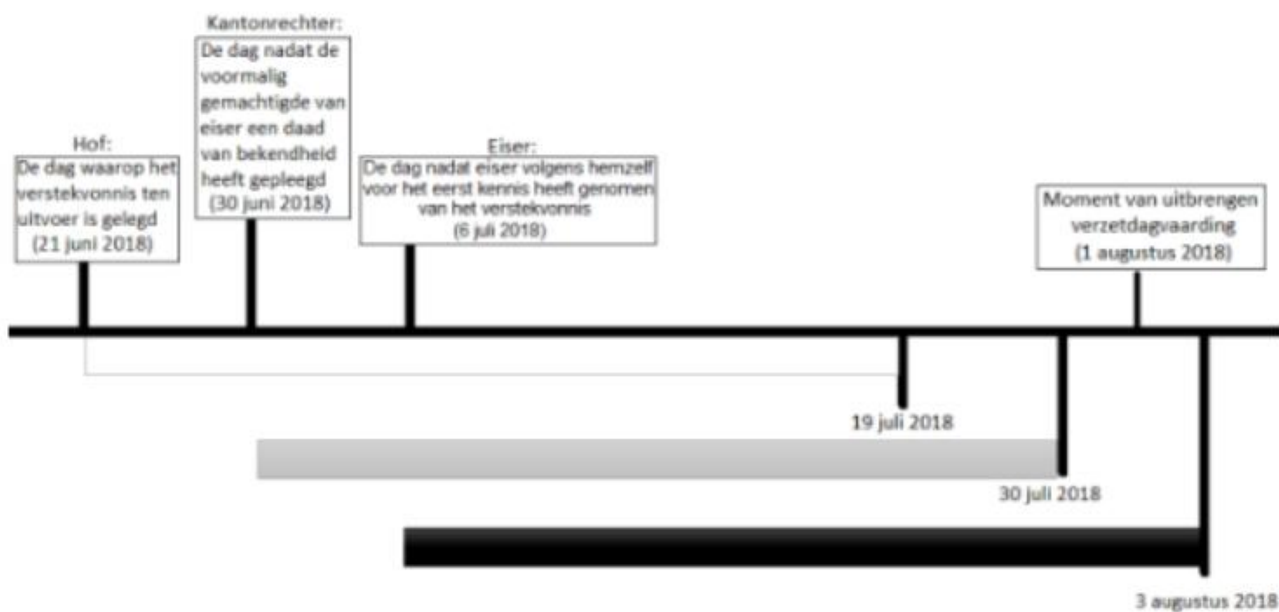 Kantonrechter:
De dag nadat de
voormalig
gemachtigde van
eiser een daad
van bekendheid
heeft gepleegd
(30 juni 2018)
Hof:
De dag waarop het
verstekvonnis ten
uitvoer is gelegd
(21 juni 2018)
Eiser:
De dag nadat eiser volgens hemzelf
voor het eerst kennis heeft genomen
van het verstekvonnis
(6 juli 2018)
Moment van uitbrengen
verzetdagvaarding
(1 augustus 2018)
19 juli 2018
30 juli 2018
3 augustus 2018